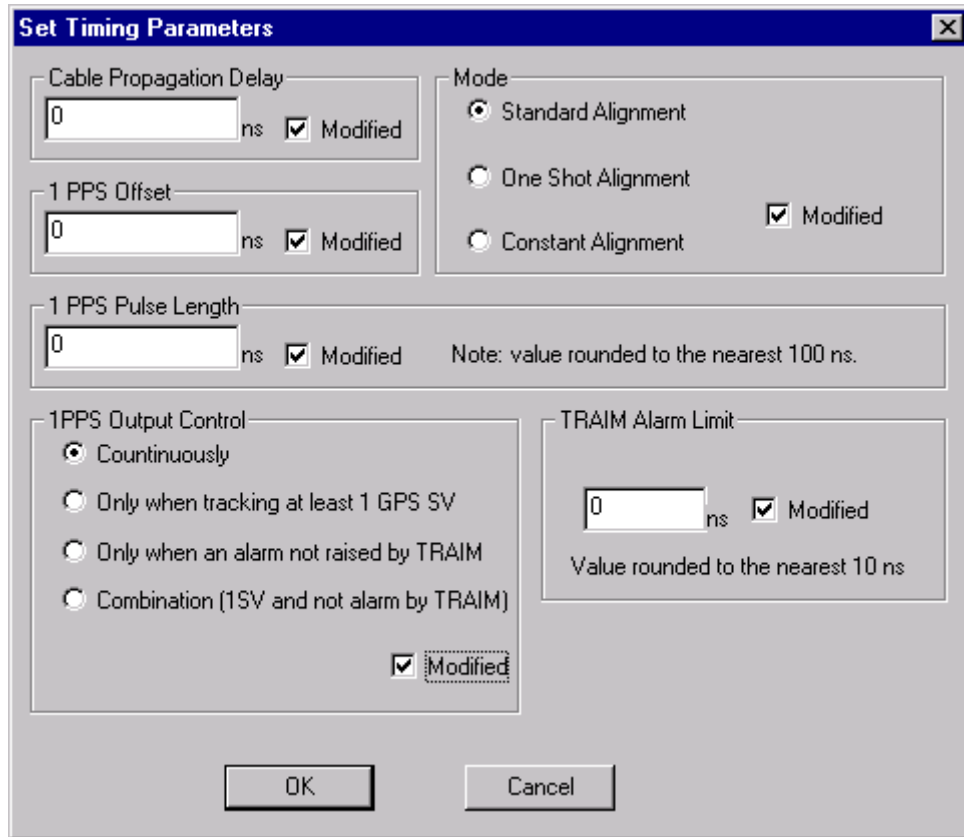 Set Timing Parameters
Cable Propagation Delay
0 ns Modified
Mode
Standard Alignment
One Shot Alignment
Constant Alignment
Modified
1 PPS Offset
0 ns Modified
1 PPS Pulse Length
0 ns Modified Note: value rounded to the nearest 100 ns.
1PPS Output Control
Countinuously
Only when tracking at least 1 GPS SV
Only when an alarm not raised by TRAIM
Combination (1SV and not alarm by TRAIM)
Modified
TRAIM Alarm Limit
0 ns Modified
Value rounded to the nearest 10 ns
OK
Cancel